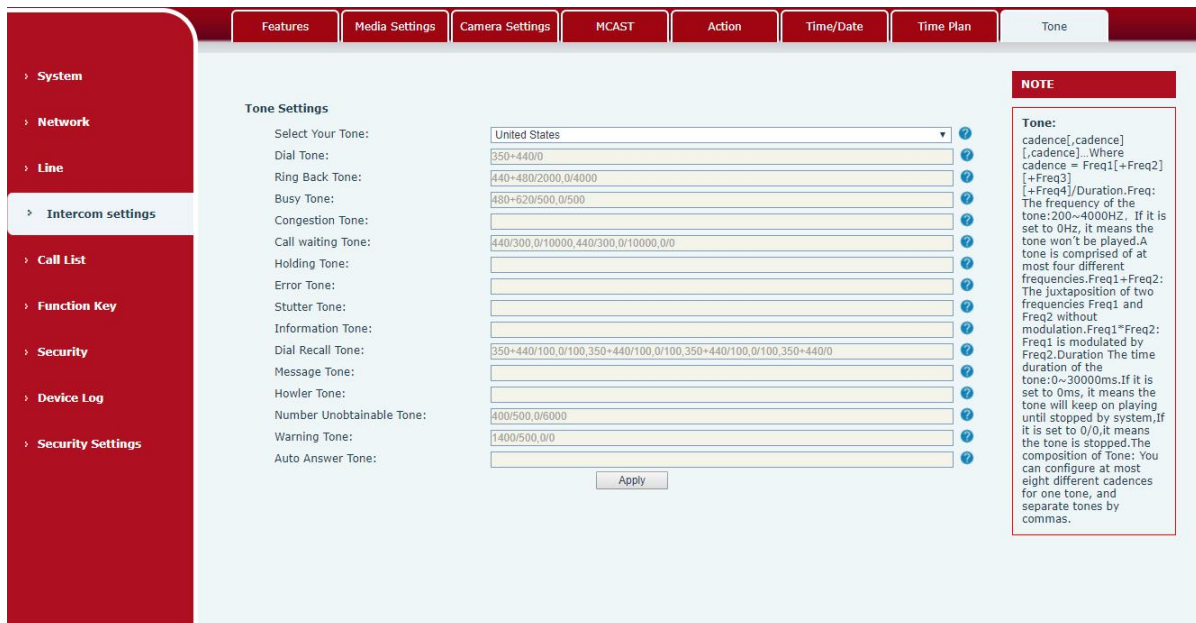 Features
Media Settings
Camera Settings
MCAST
Action
Time/Date
Time Plan
Tone
› System
› Network
› Line
› Intercom settings
› Call List
› Function Key
› Security
› Device Log
› Security Settings
Tone Settings
Select Your Tone: United States
Dial Tone: 350+440/0
Ring Back Tone: 440+480/2000,0/4000
Busy Tone: 480+620/500,0/500
Congestion Tone:
Call waiting Tone: 440/300,0/10000,440/300,0/10000,0/0
Holding Tone:
Error Tone:
Stutter Tone:
Information Tone:
Dial Recall Tone: 350+440/100,0/100,350+440/100,0/100,350+440/100,0/100,350+440/0
Message Tone:
Howler Tone:
Number Unobtainable Tone: 400/500,0/6000
Warning Tone: 1400/500,0/0
Auto Answer Tone:
Apply
NOTE
Tone:
cadence[,cadence]
[,cadence]...Where
cadence = Freq1[+Freq2]
[+Freq3]
[+Freq4]/Duration.Freq:
The frequency of the
tone:200~4000HZ. If it is
set to 0Hz, it means the
tone won't be played.A
tone is comprised of at
most four different
frequencies.Freq1+Freq2:
The juxtaposition of two
frequencies Freq1 and
Freq2 without
modulation.Freq1*Freq2:
Freq1 is modulated by
Freq2.Duration The time
duration of the
tone:0~30000ms.If it is
set to 0ms, it means the
tone will keep on playing
until stopped by system,If
it is set to 0/0,it means
the tone is stopped.The
composition of Tone: You
can configure at most
eight different cadences
for one tone, and
separate tones by
commas.